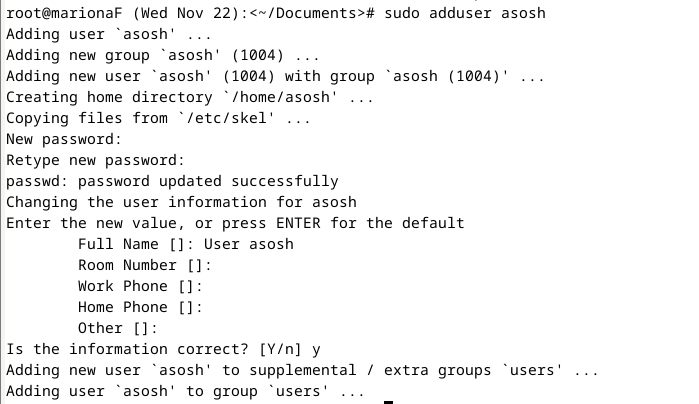 root@marionaF (Wed Nov 22):<~/Documents># sudo adduser asosh
Adding user `asosh' ...
Adding new group `asosh' (1004) ...
Adding new user `asosh' (1004) with group `asosh (1004)' ...
Creating home directory `/home/asosh' ...
Copying files from `/etc/skel' ...
New password:
Retype new password:
passwd: password updated successfully
Changing the user information for asosh
Enter the new value, or press ENTER for the default
        Full Name []: User asosh
        Room Number []:
        Work Phone []:
        Home Phone []:
        Other []:
Is the information correct? [Y/n] y
Adding new user `asosh' to supplemental / extra groups `users' ...
Adding user `asosh' to group `users' ...